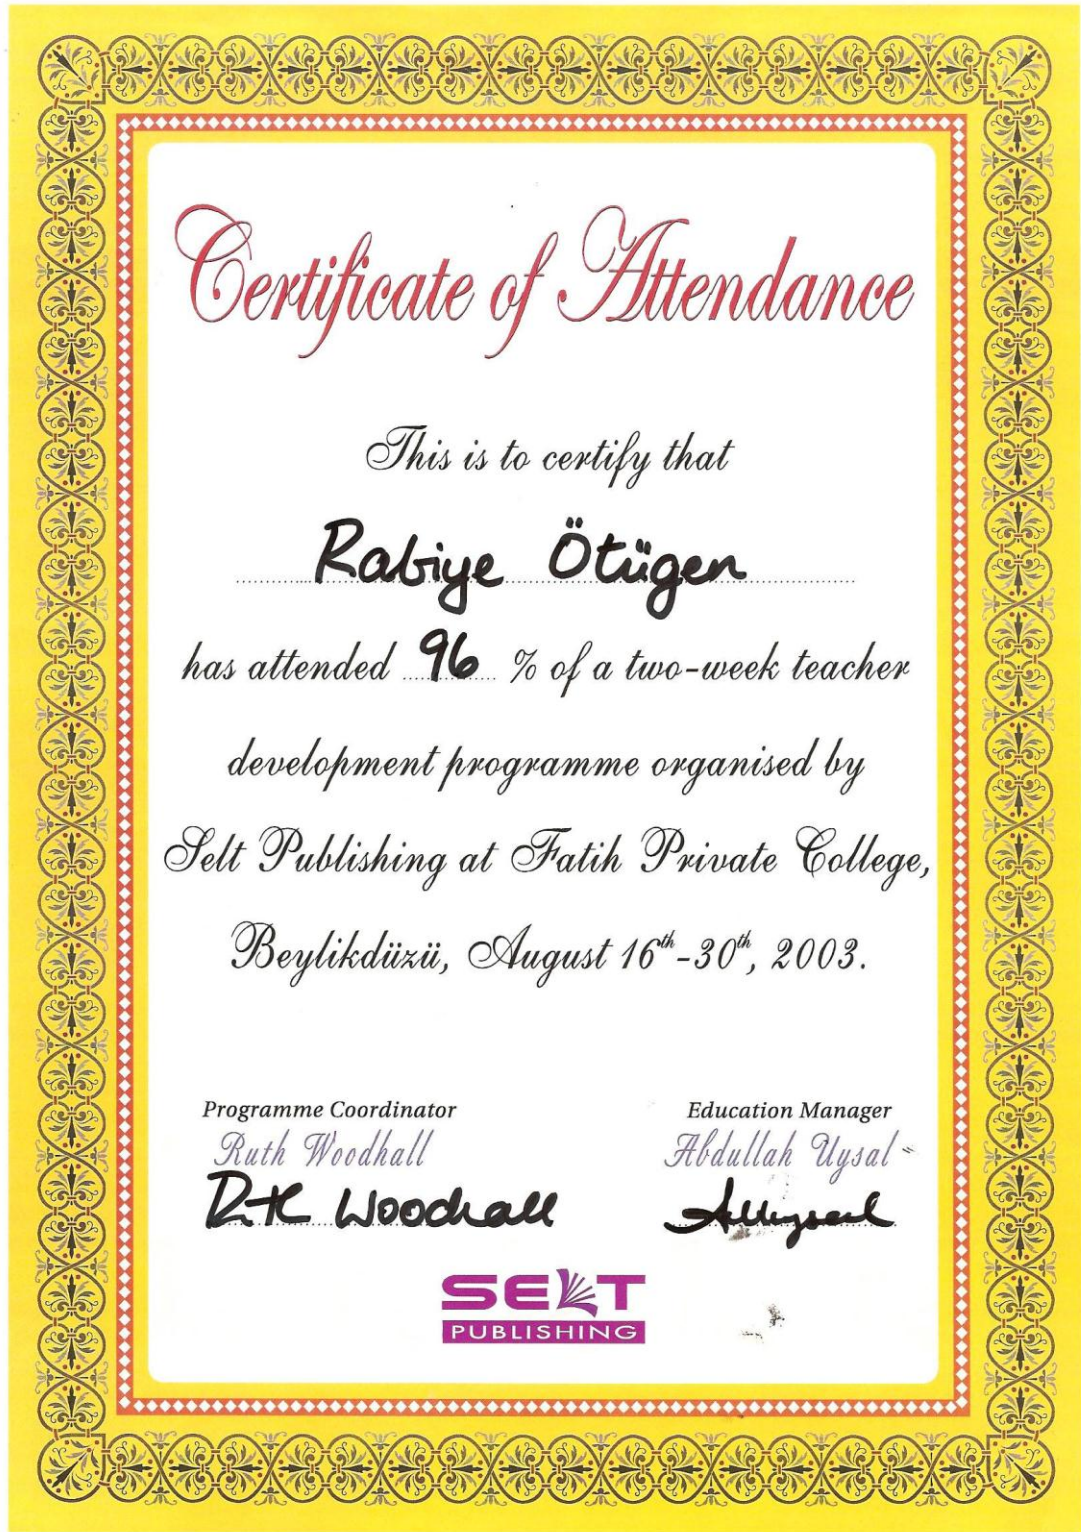 Certificate of Attendance
This is to certify that
Rabiye Ötügen
has attended 96 % of a two-week teacher
development programme organised by
Selt Publishing at Fatih Private College,
Beylikdüzü, August 16th-30th, 2003.
Programme Coordinator
Ruth Woodhall
Ruth Woodhall
Education Manager
Abdullah Uysal
AUuysal
SELT
PUBLISHING